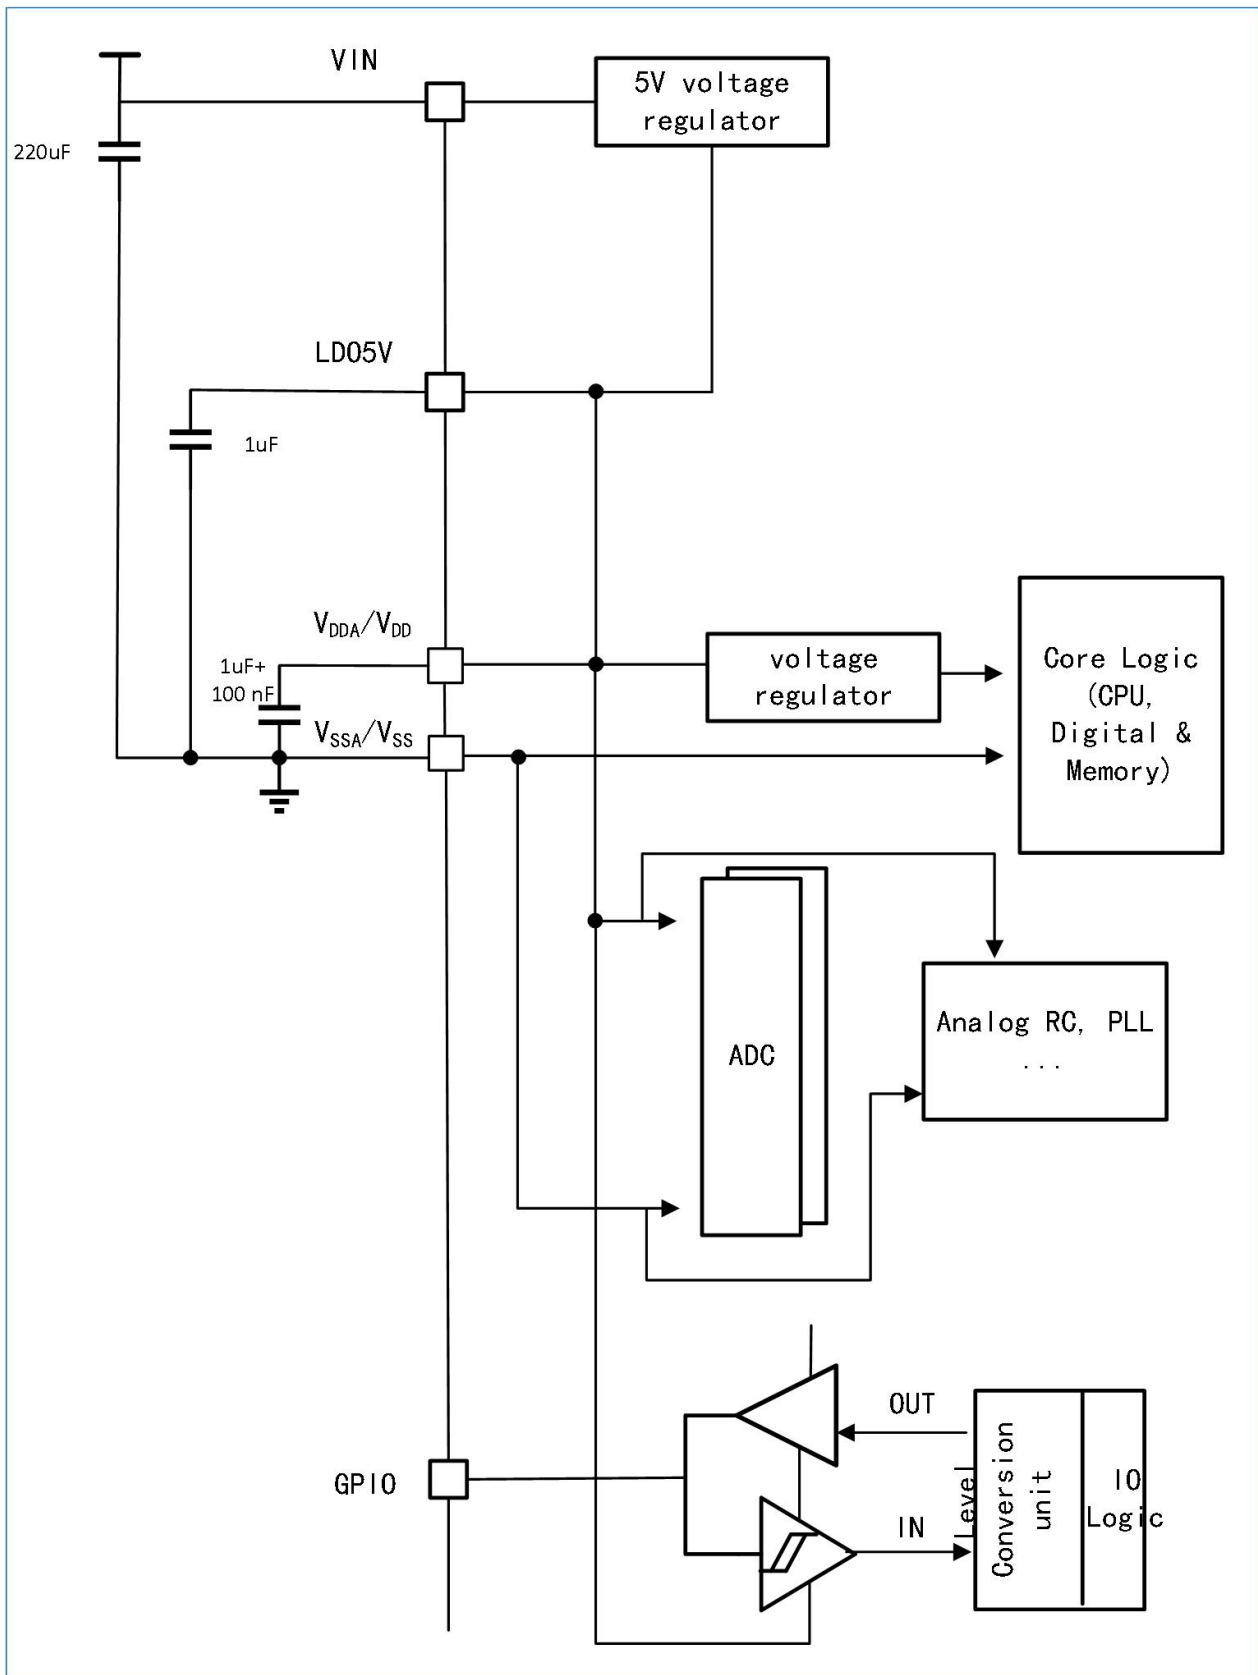 VIN
5V voltage
regulator
220uF
LDO5V
1uF
VDDA/VDD
1uF+
100 nF
voltage
regulator
Core Logic
(CPU,
Digital &
Memory)
VSSA/VSS
ADC
Analog RC, PLL
...
OUT
GPIO
IN
Level
Conversion
unit
IO
Logic